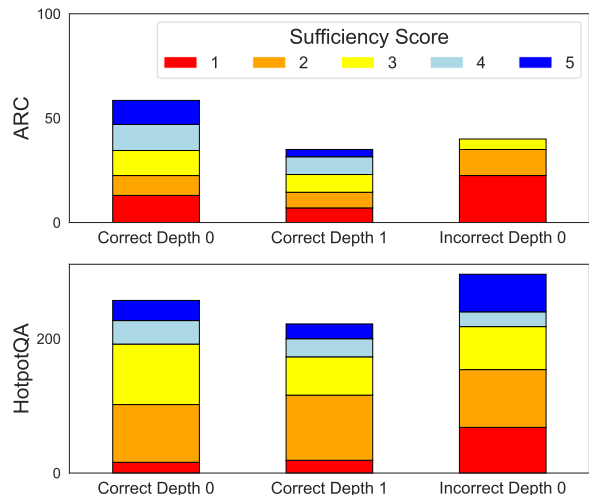 100
Sufficiency Score
1 2 3 4 5
ARC
50
0
Correct Depth 0 Correct Depth 1 Incorrect Depth 0
HotpotQA
200
0
Correct Depth 0 Correct Depth 1 Incorrect Depth 0